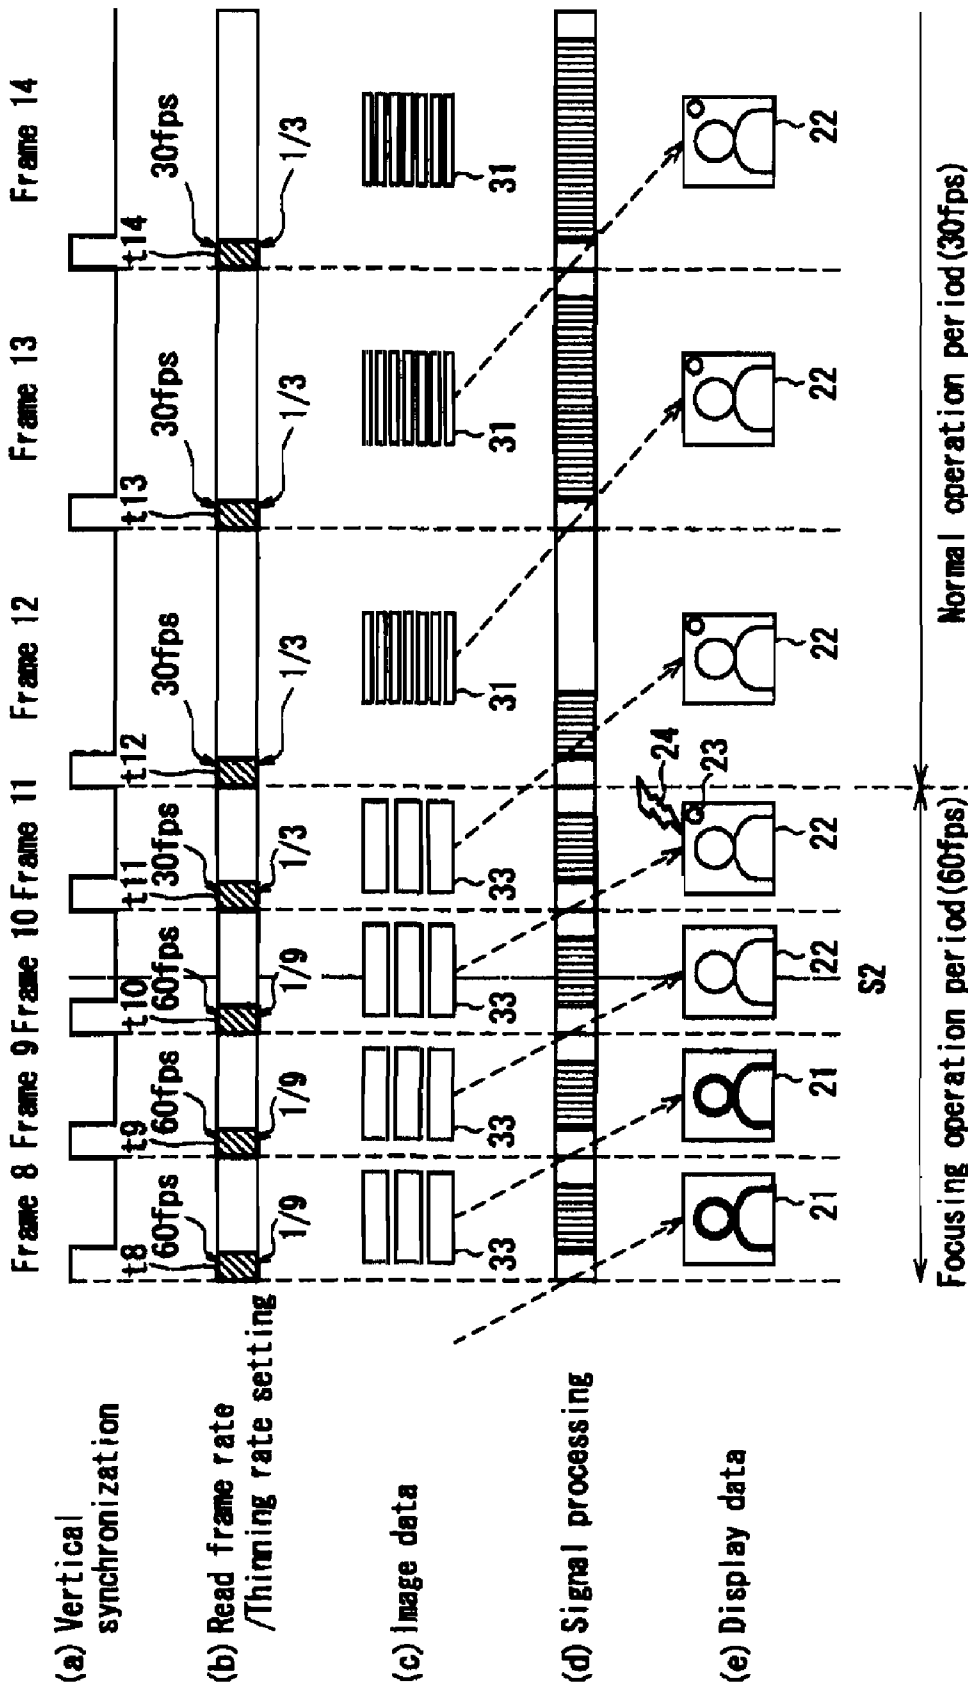 Frame 8 Frame 9 Frame 10 Frame 11 Frame 12 Frame 13 Frame 14
(a) Vertical
synchronization
t8 t9 t10 t11 t12 t13 t14
60fps 60fps 60fps 30fps 30fps 30fps 30fps
(b) Read frame rate
/Thinning rate setting
1/9 1/9 1/9 1/3 1/3 1/3 1/3
(c) Image data
33 33 33 33 31 31 31
(d) Signal processing
24
23
(e) Display data
21 21 22 22 22 22 22
S2
Focusing operation period(60fps) Normal operation period(30fps)